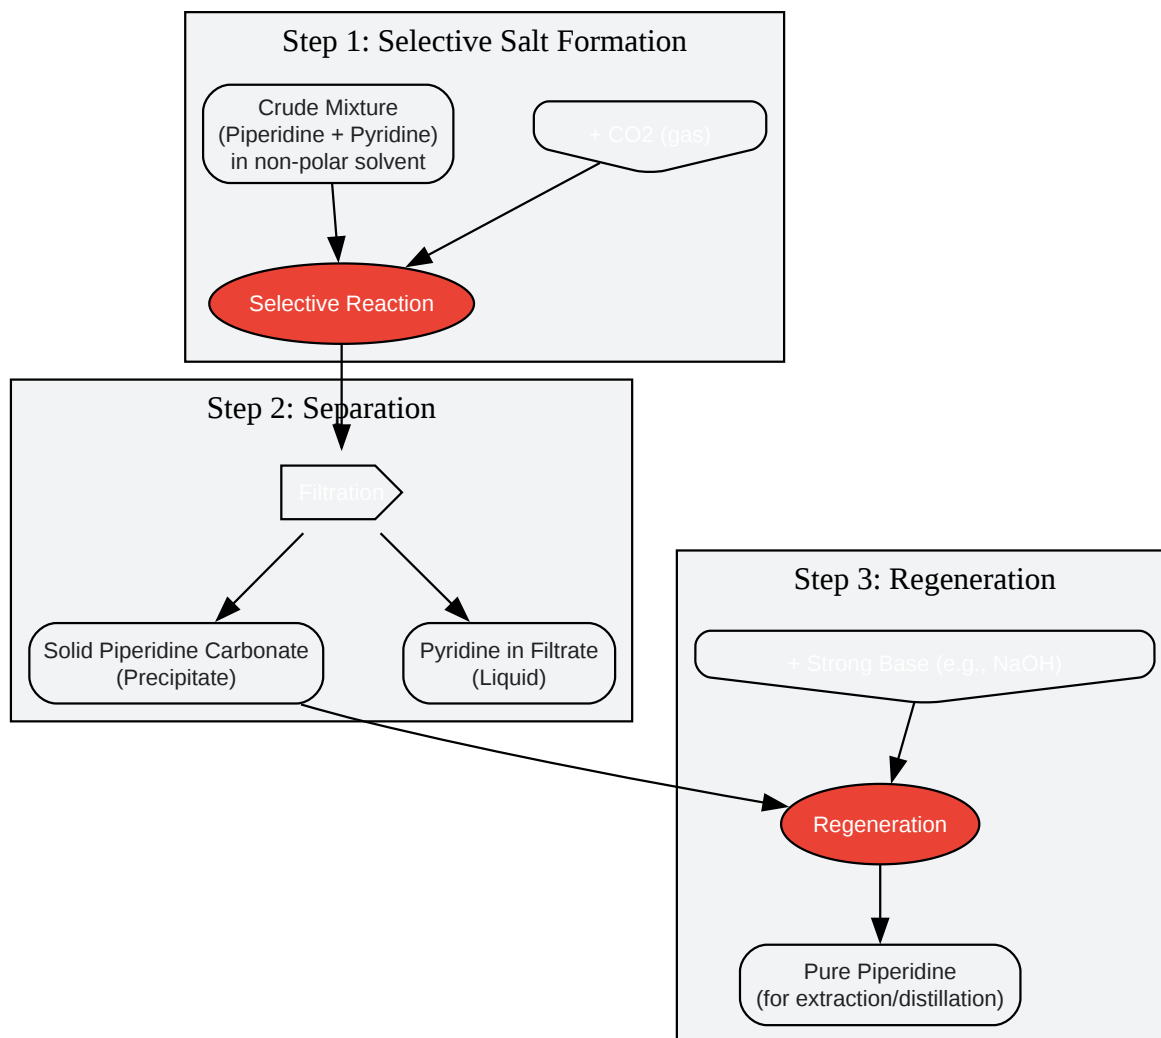 Step 1: Selective Salt Formation
Crude Mixture
(Piperidine + Pyridine)
in non-polar solvent
+ CO2 (gas)
Selective Reaction
Step 2: Separation
Filtration
Solid Piperidine Carbonate
(Precipitate)
Pyridine in Filtrate
(Liquid)
Step 3: Regeneration
+ Strong Base (e.g., NaOH)
Regeneration
Pure Piperidine
(for extraction/distillation)